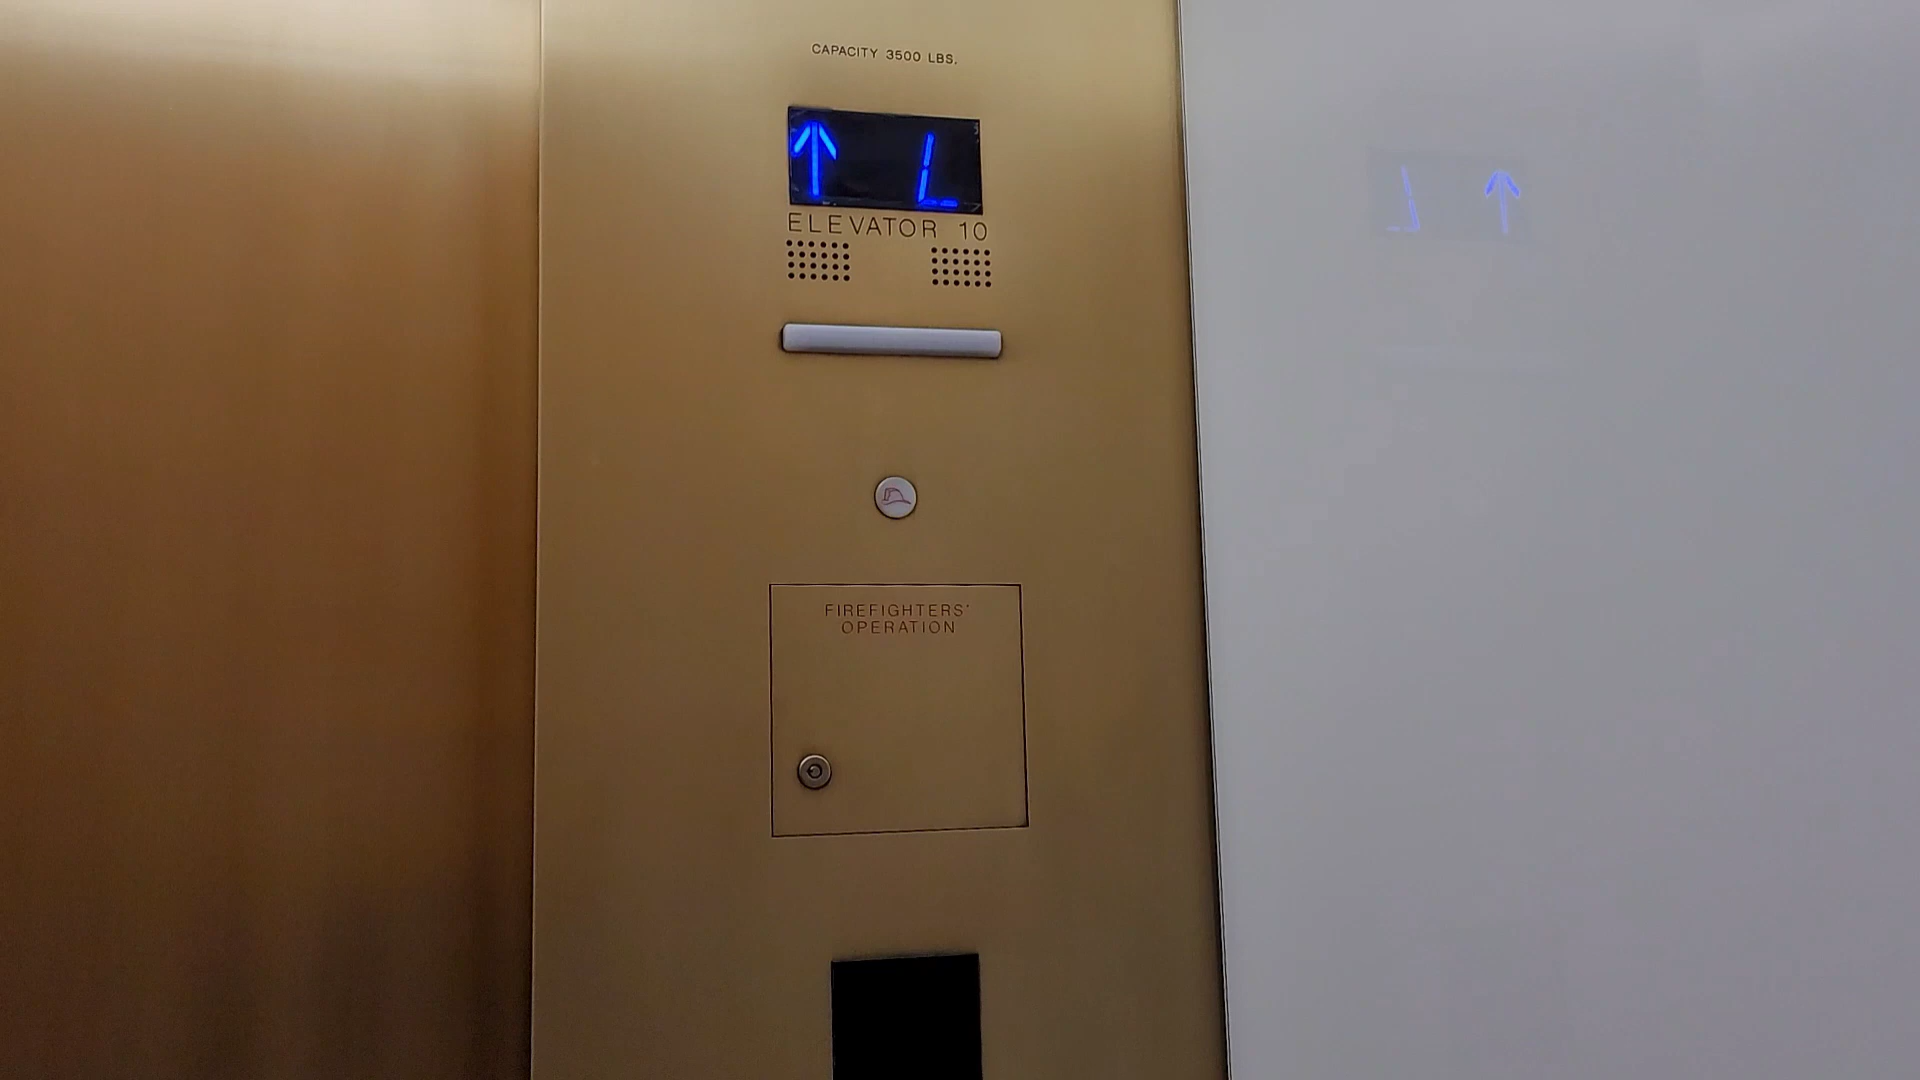 CAPACITY 3500 LBS.
↑ L
ELEVATOR 10
FIREFIGHTERS'
OPERATION